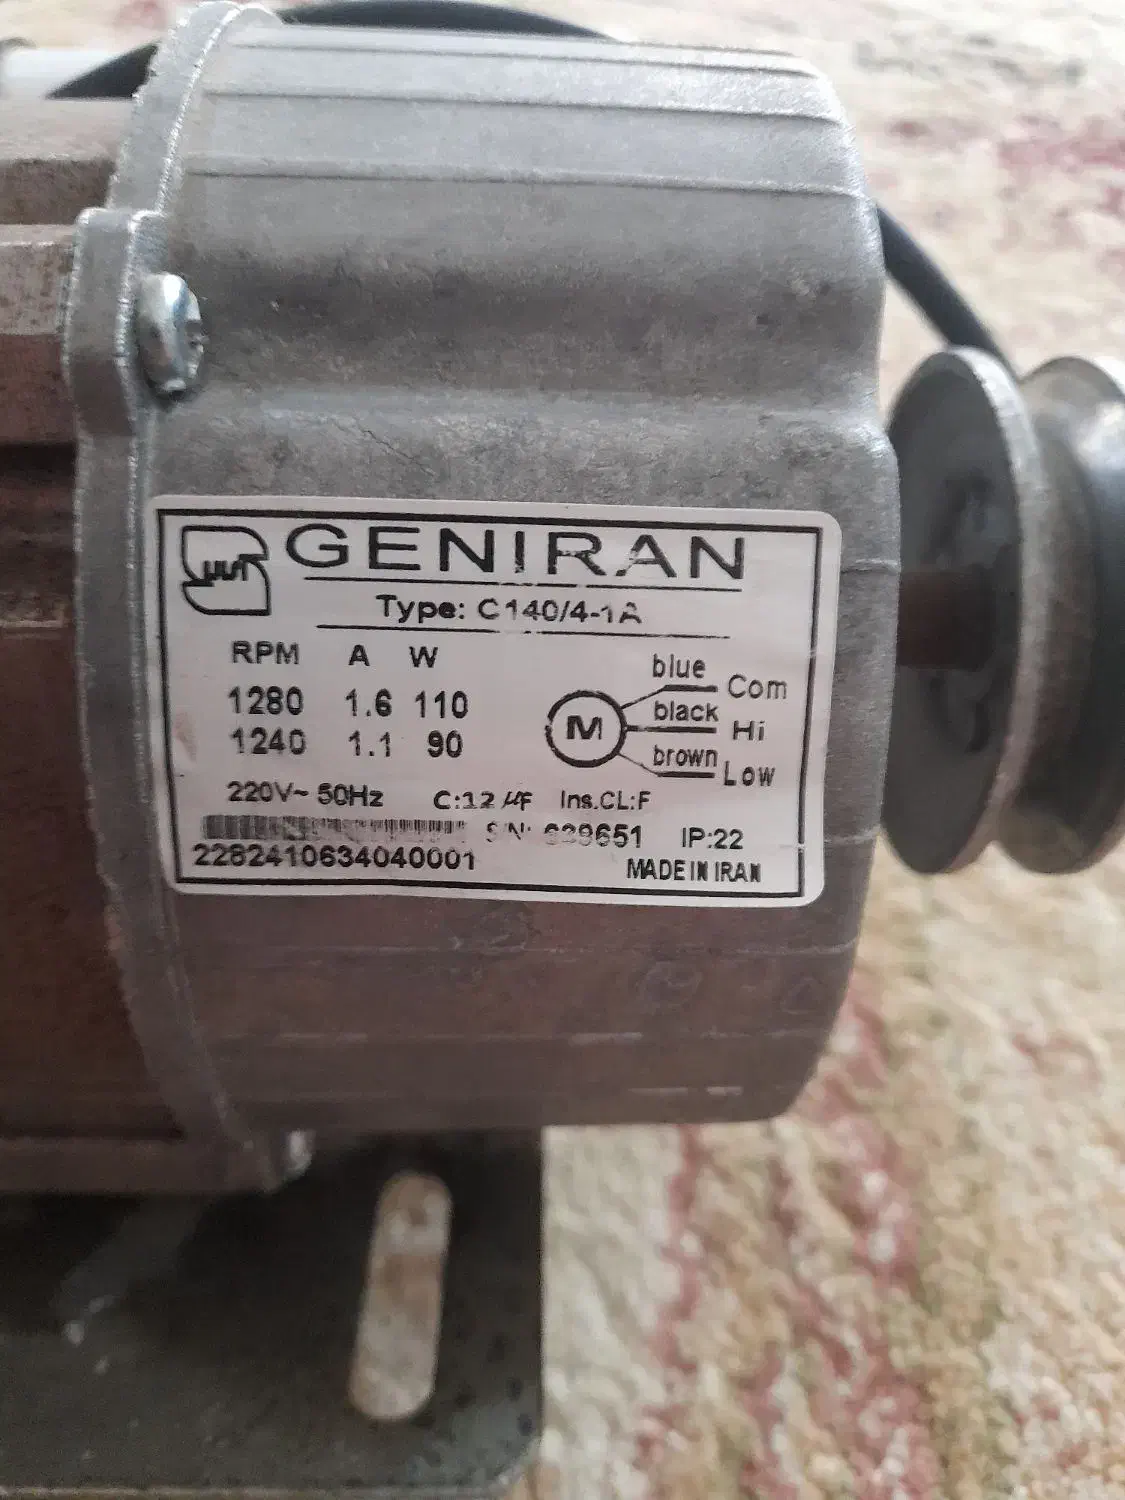 GENIRAN
Type: C140/4-1A
RPM A W
1280 1.6 110
1240 1.1 90
blue Com
black Hi
brown Low
M
220V~ 50Hz C:12 µF Ins.CL:F
S/N: 639651 IP:22
2282410634040001
MADE IN IRAN